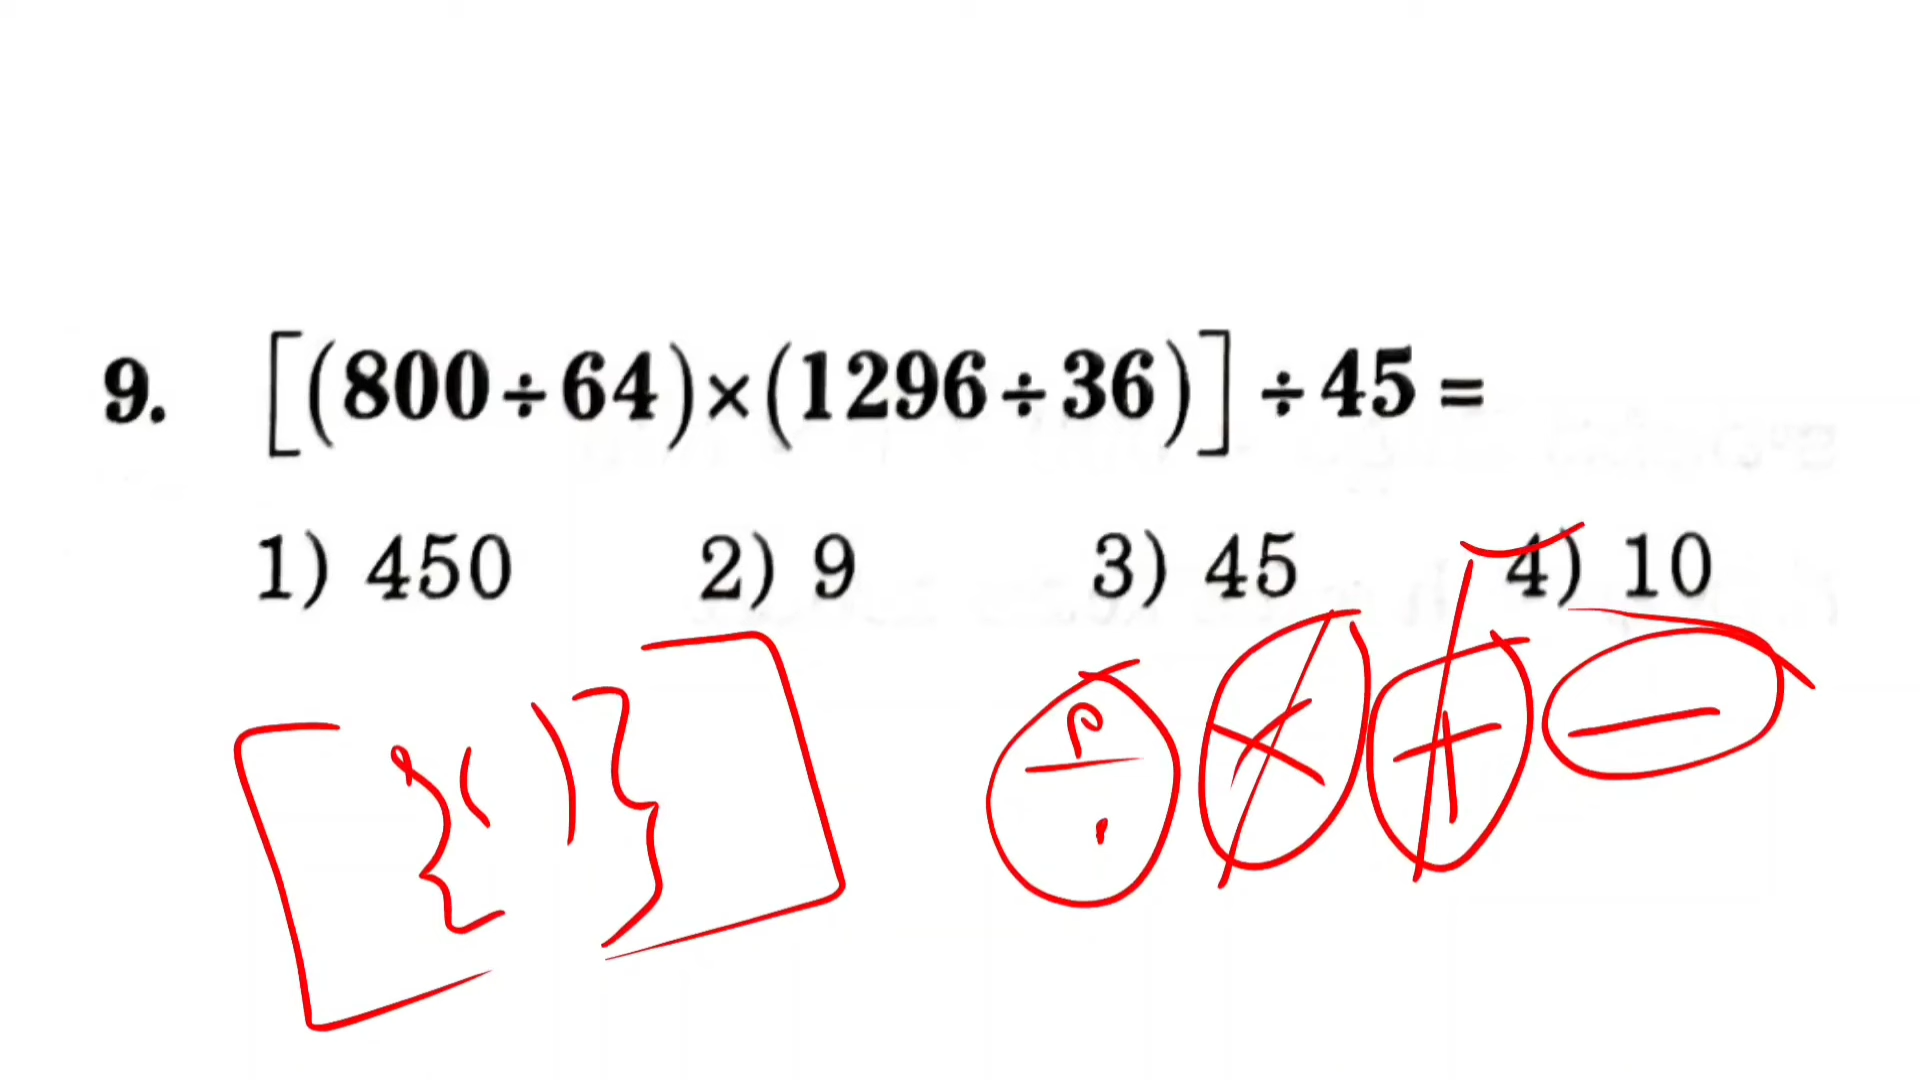 9. [(800÷64)×(1296÷36)]÷45=
1) 450 2) 9 3) 45 4) 10
[ { ( ) } ] ÷ × + −